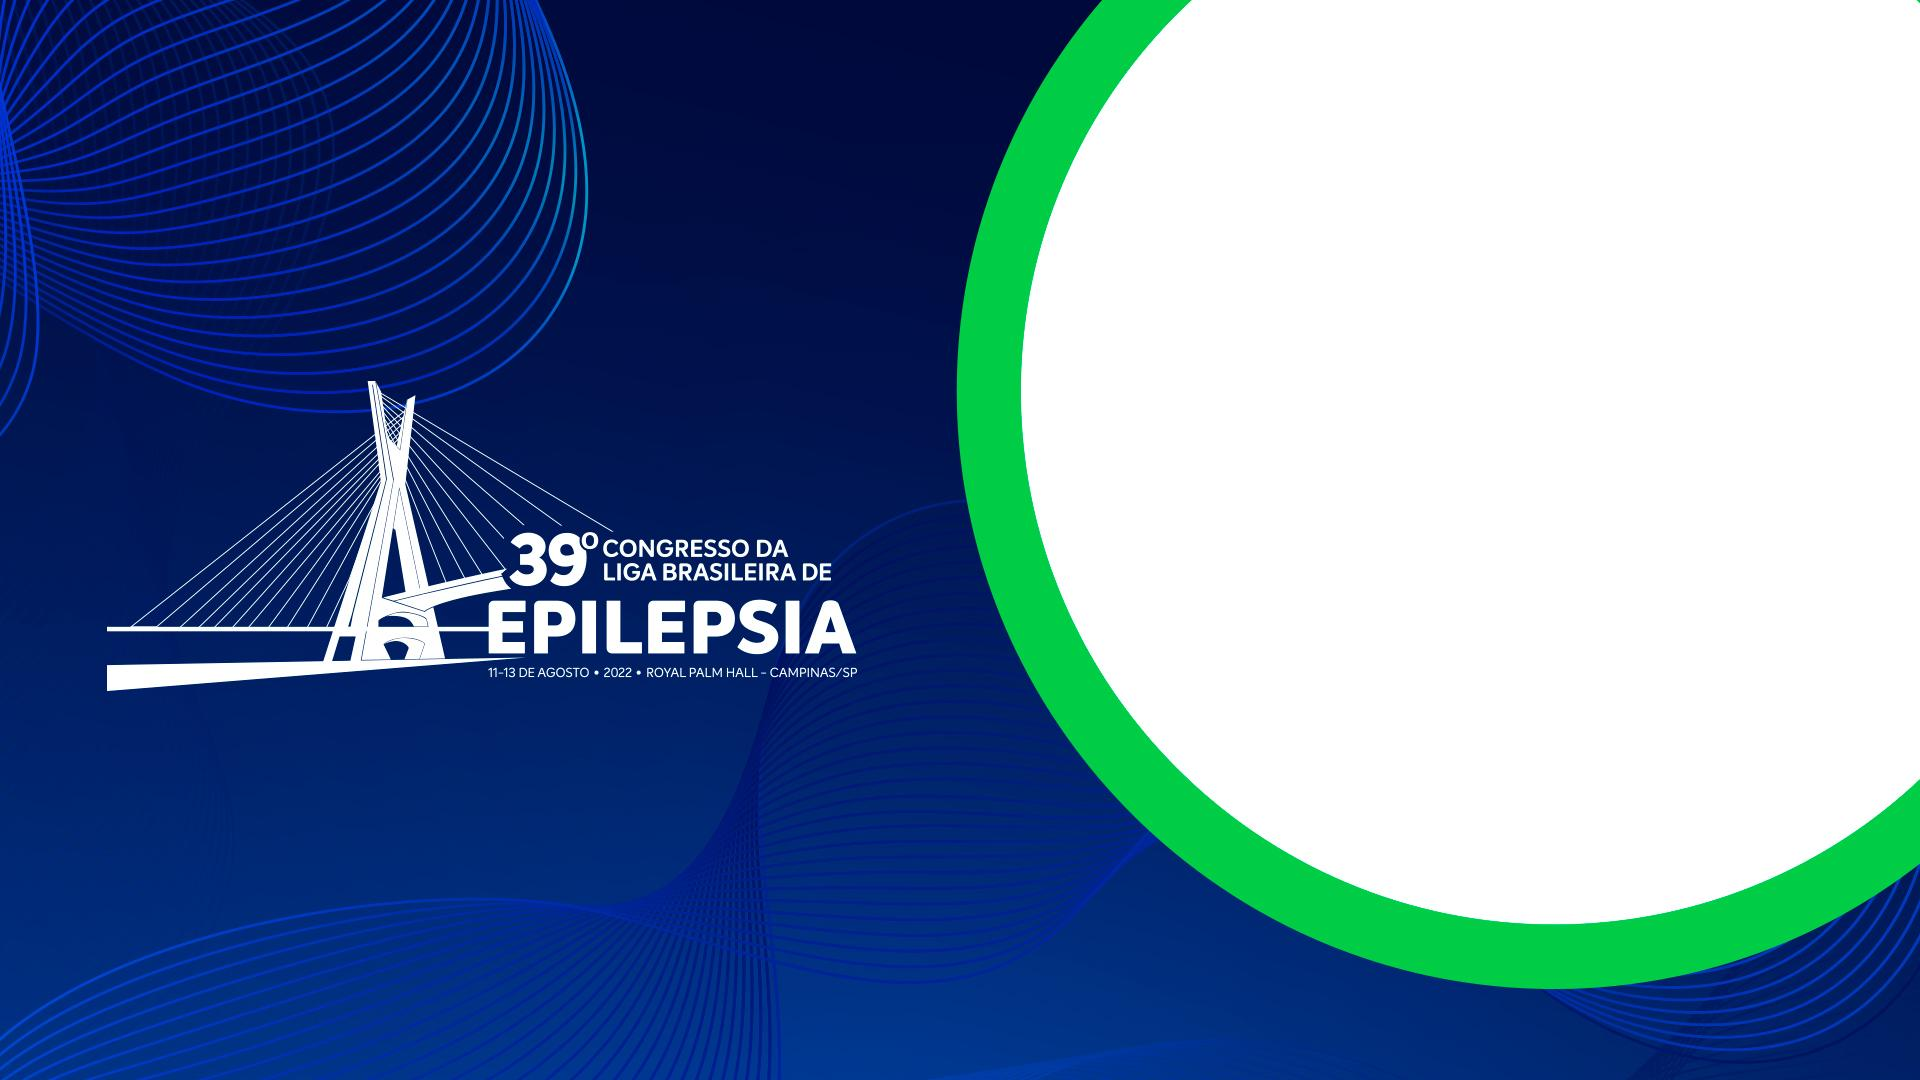 39º CONGRESSO DA
LIGA BRASILEIRA DE
EPILEPSIA
11-13 DE AGOSTO • 2022 • ROYAL PALM HALL - CAMPINAS/SP